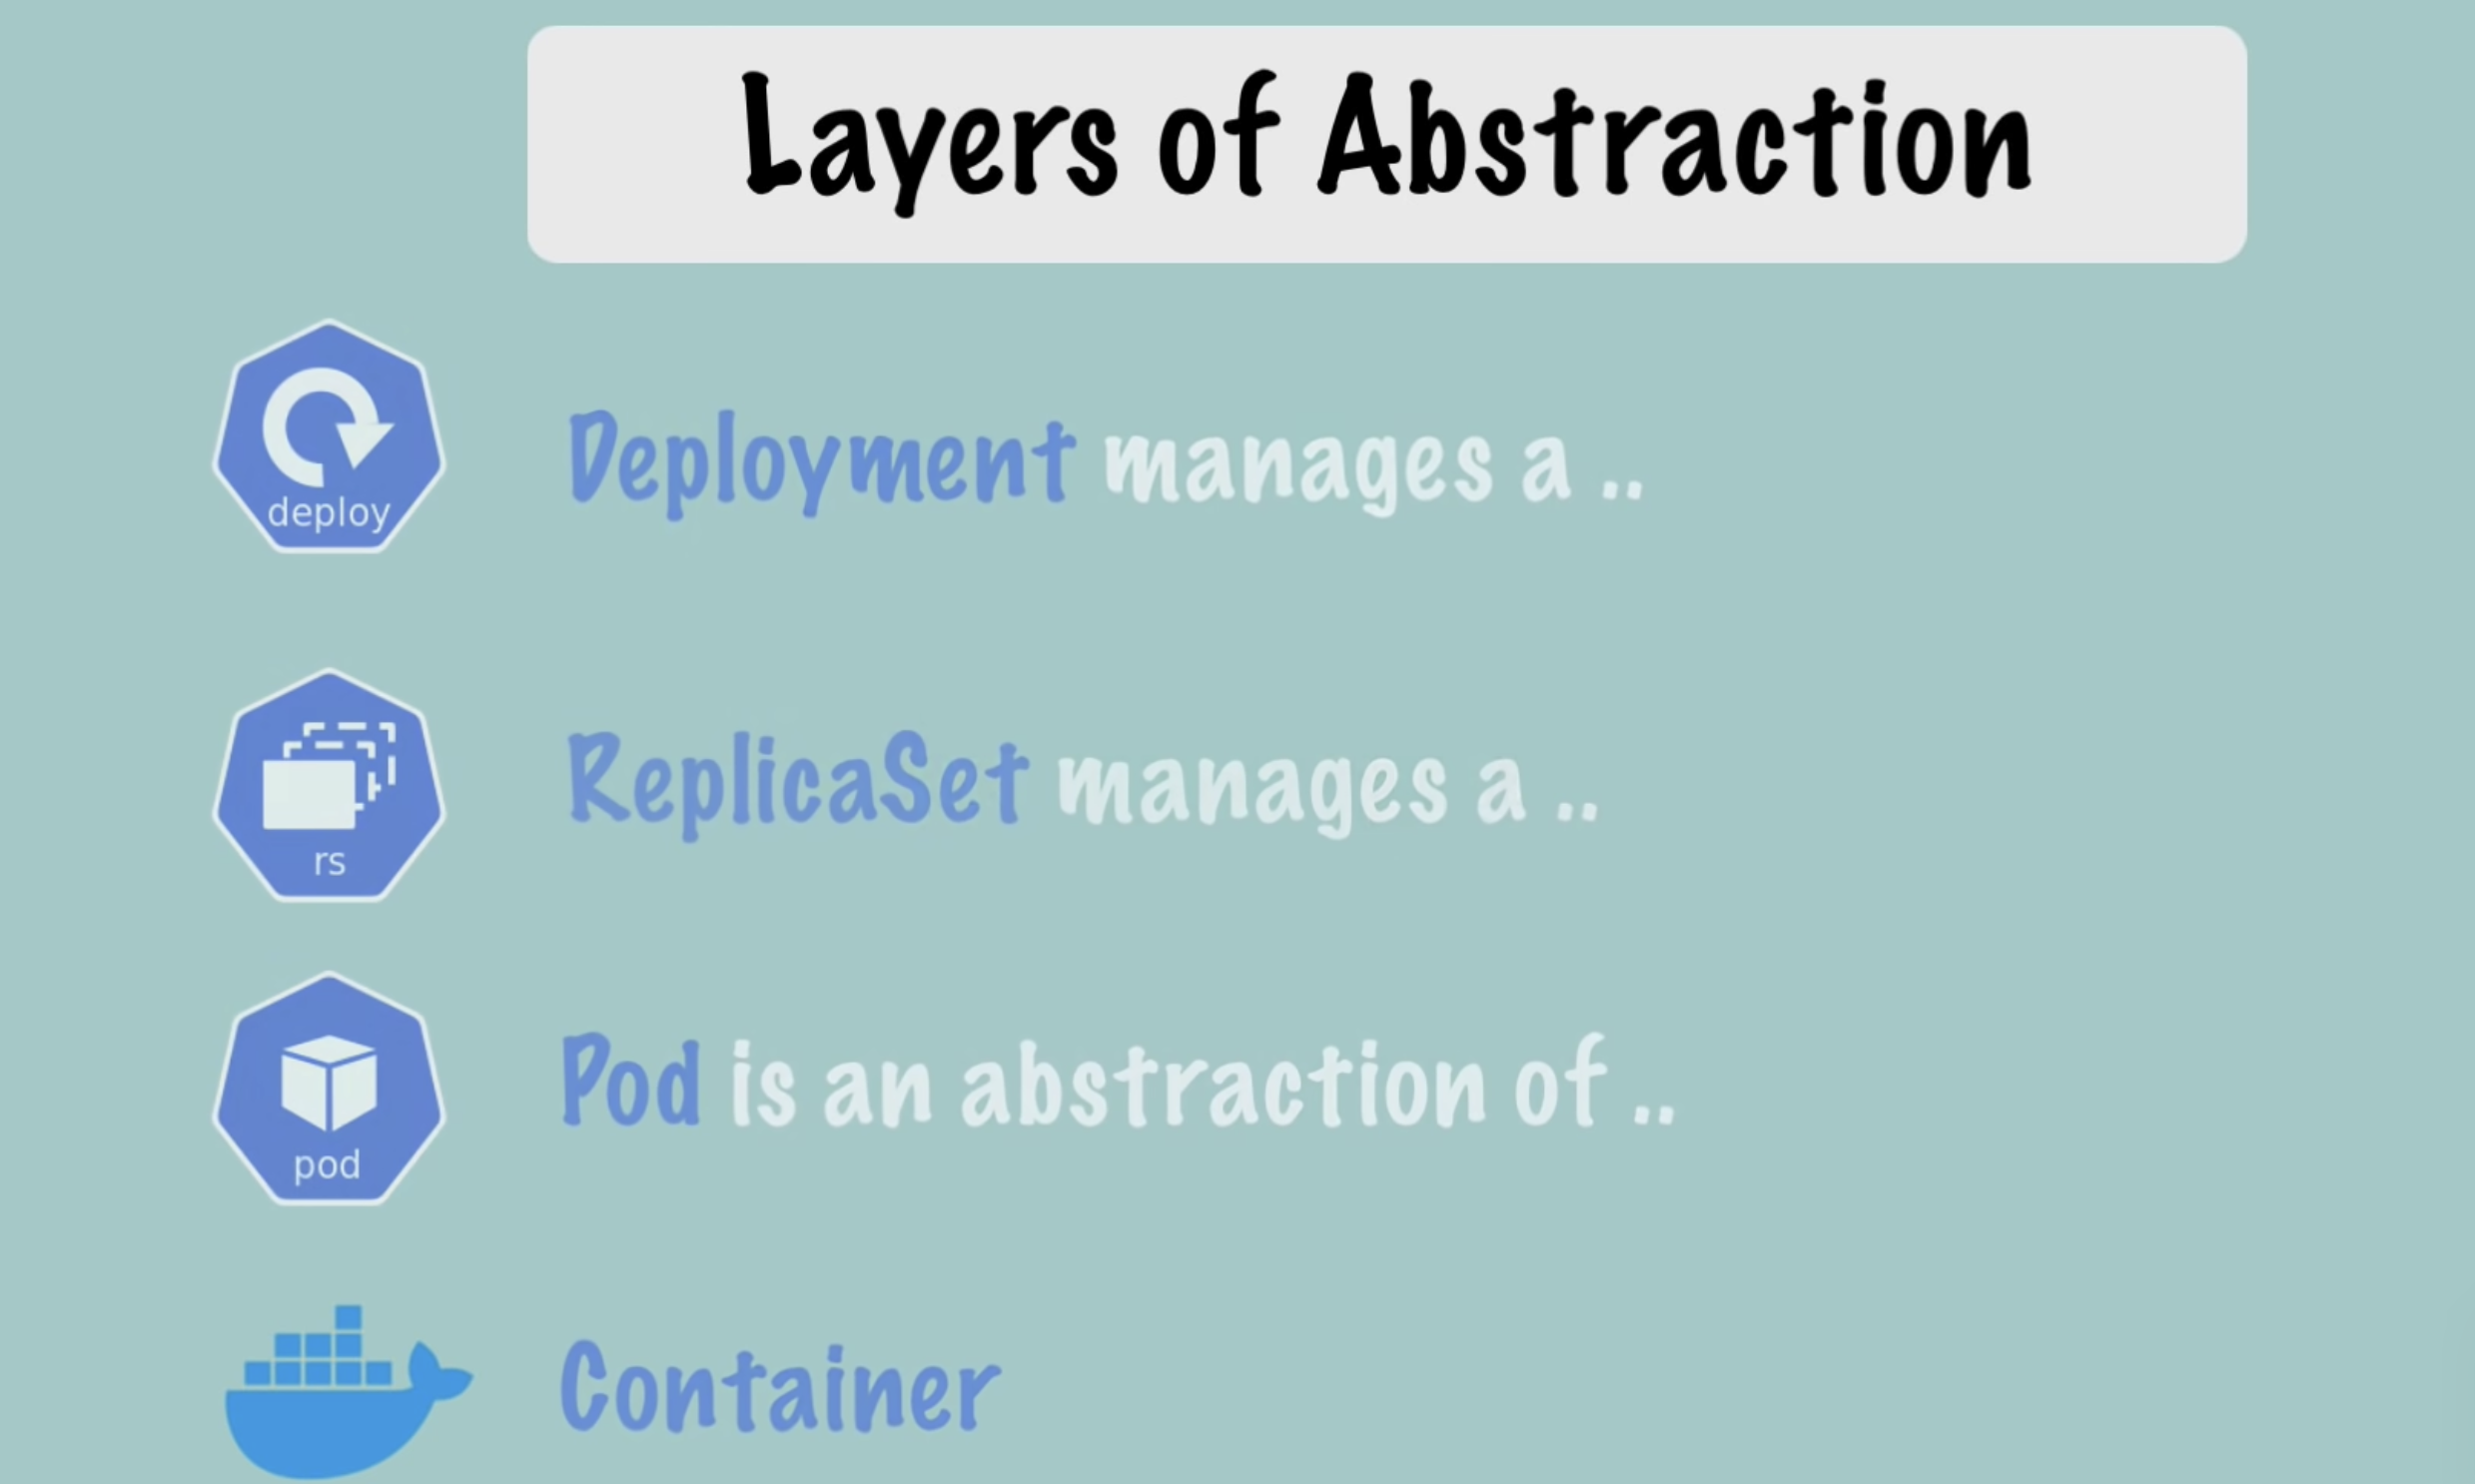 Layers of Abstraction
deploy
Deployment manages a ..
rs
ReplicaSet manages a ..
pod
Pod is an abstraction of ..
Container